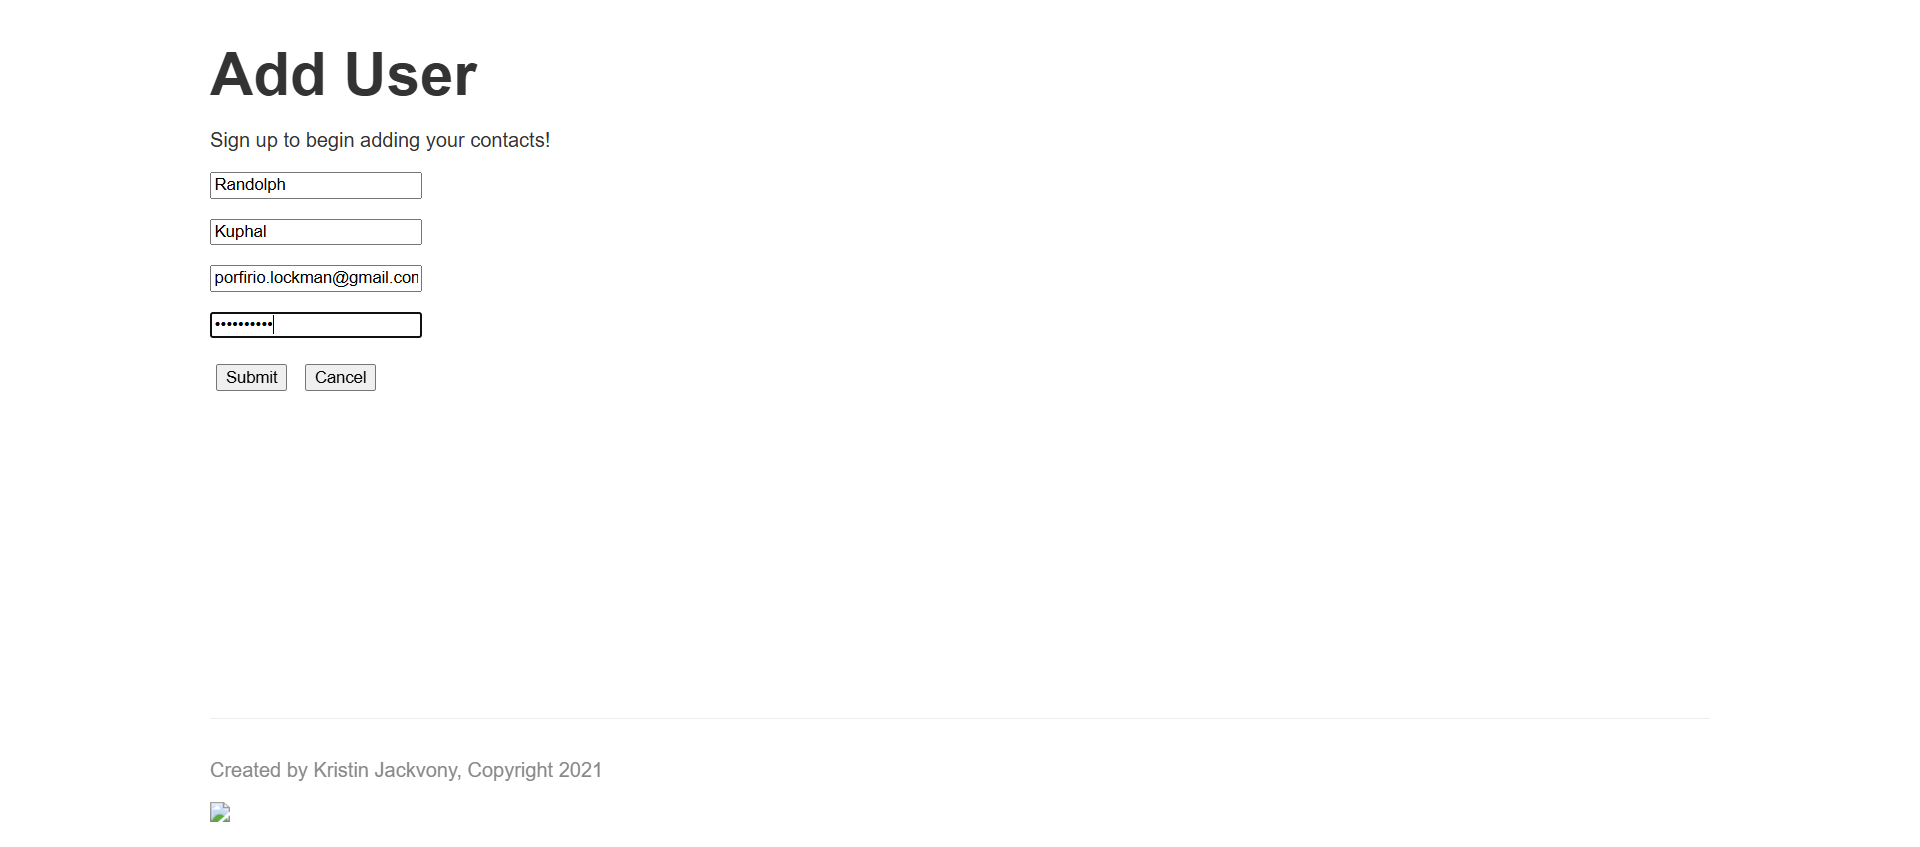 Add User
Sign up to begin adding your contacts!
Randolph
Kuphal
porfirio.lockman@gmail.com
••••••••••
Submit Cancel
Created by Kristin Jackvony, Copyright 2021